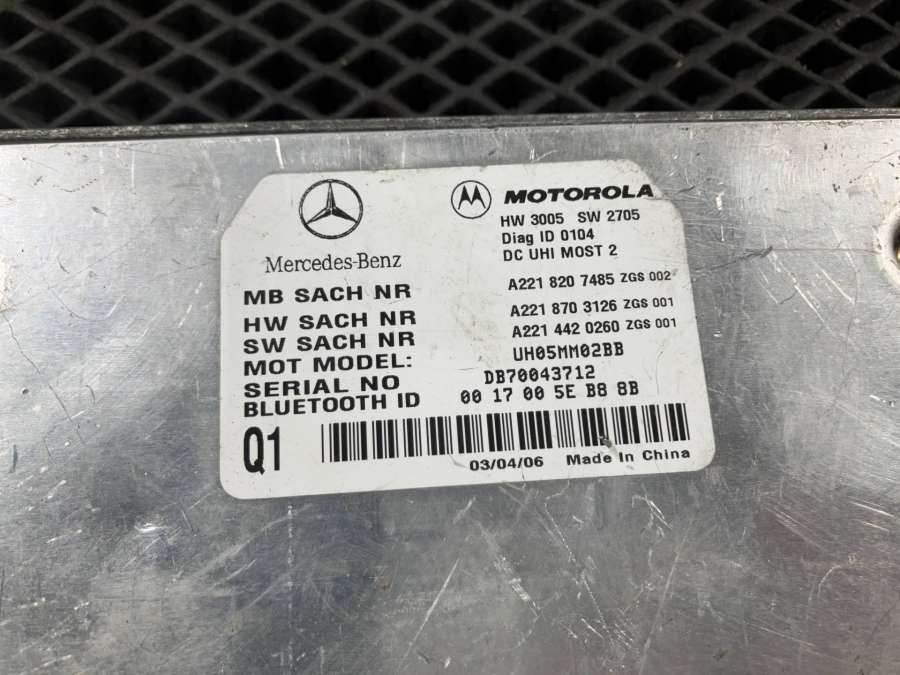 Mercedes-Benz
MOTOROLA
HW 3005 SW 2705
Diag ID 0104
DC UHI MOST 2
MB SACH NR A221 820 7485 ZGS 002
HW SACH NR A221 870 3126 ZGS 001
SW SACH NR A221 442 0260 ZGS 001
MOT MODEL: UH05MM02BB
SERIAL NO DB70043712
BLUETOOTH ID 00 17 00 5E B8 8B
Q1
03/04/06 Made In China